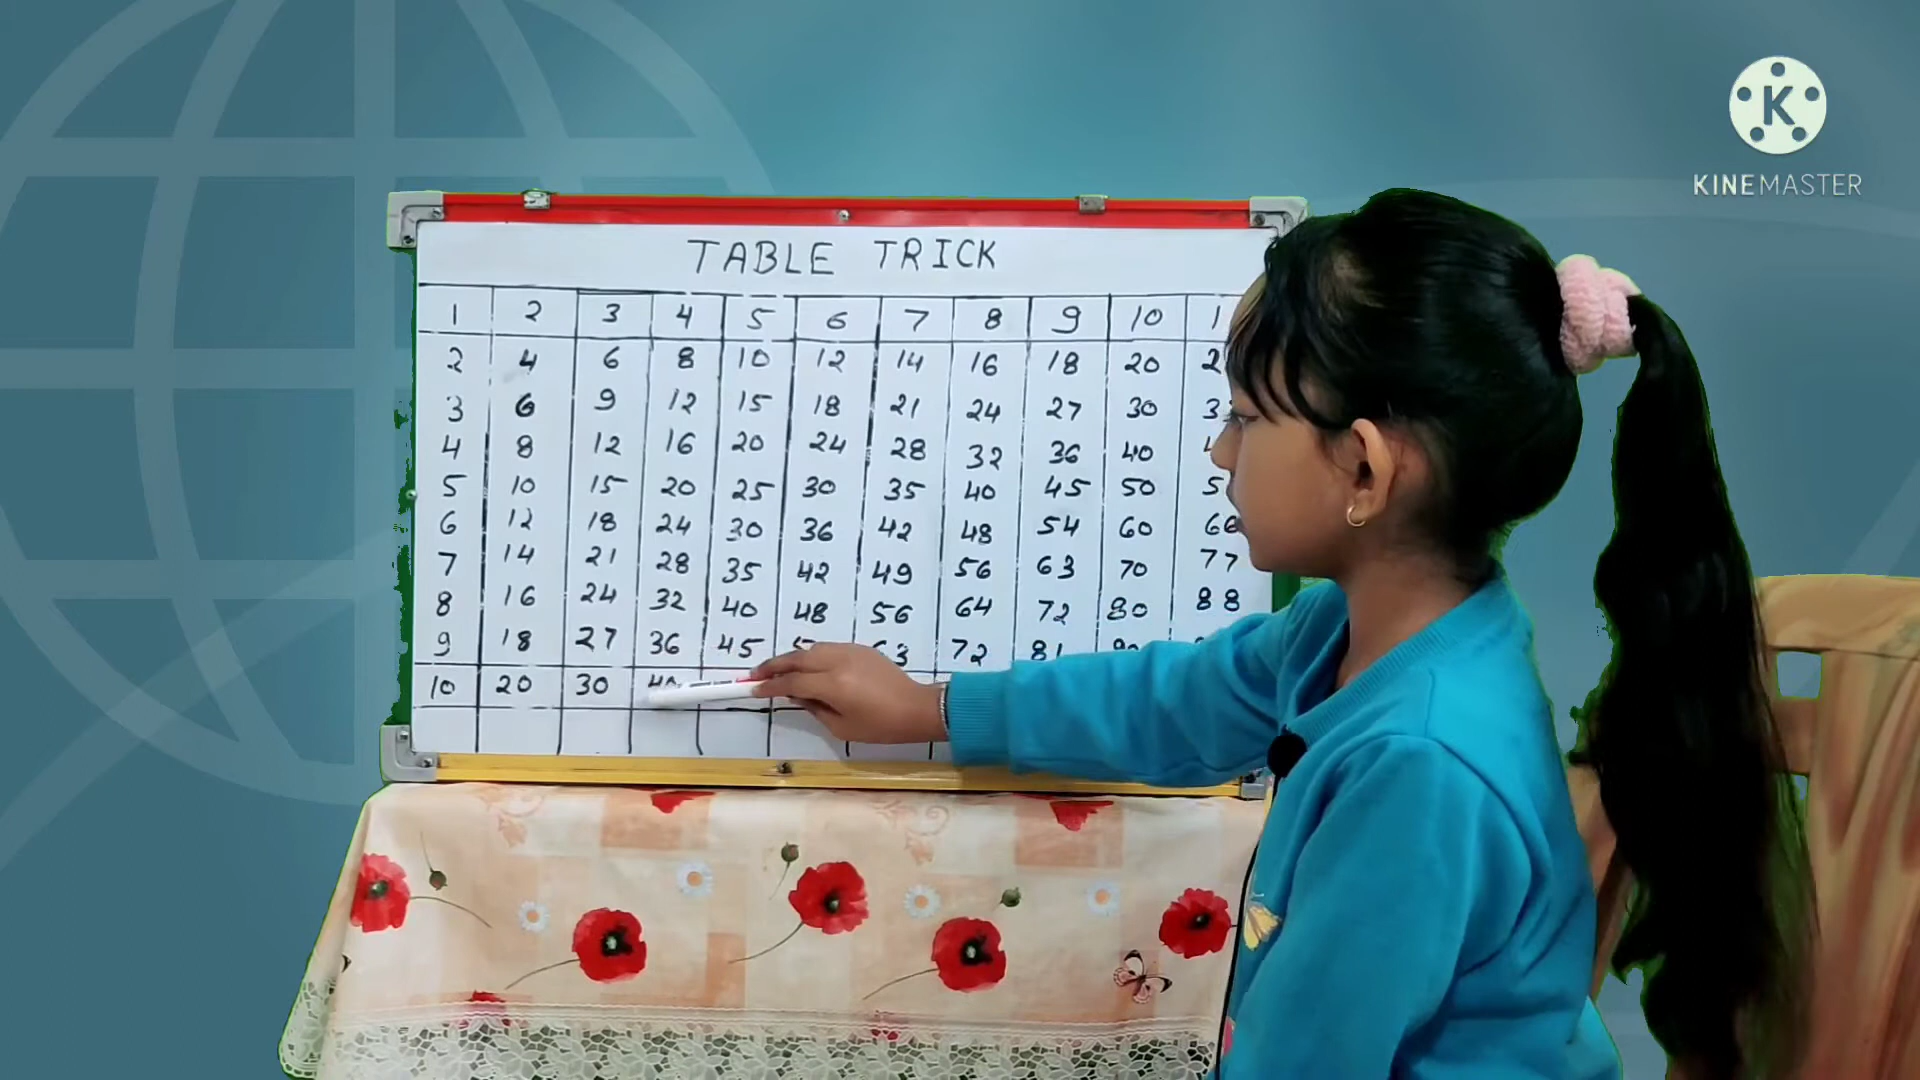 KINEMASTER
TABLE TRICK
1 2 3 4 5 6 7 8 9 10
2 4 6 8 10 12 14 16 18 20
3 6 9 12 15 18 21 24 27 30
4 8 12 16 20 24 28 32 36 40
5 10 15 20 25 30 35 40 45 50
6 12 18 24 30 36 42 48 54 60 66
7 14 21 28 35 42 49 56 63 70 77
8 16 24 32 40 48 56 64 72 80 88
9 18 27 36 45 72 81
10 20 30 40